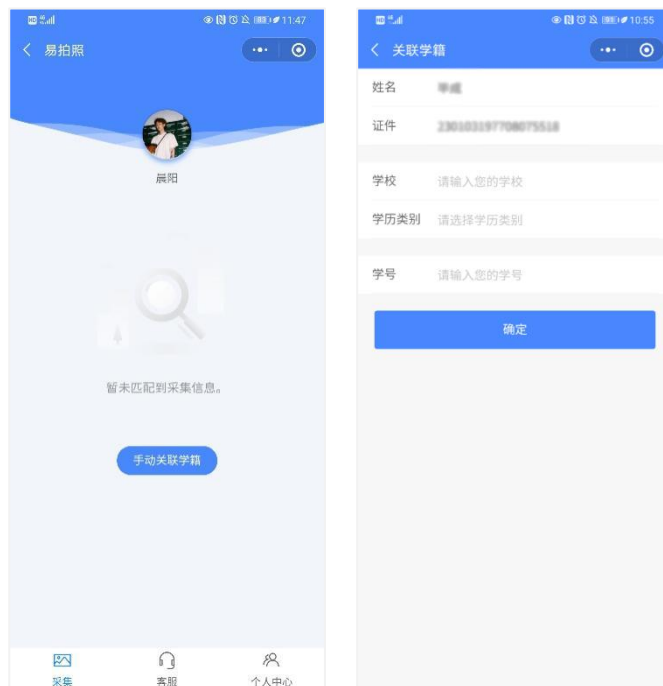 11:47
易拍照
晨阳
暂未匹配到采集信息。
手动关联学籍
采集
客服
个人中心
10:55
关联学籍
姓名
证件
学校 请输入您的学校
学历类别 请选择学历类别
学号 请输入您的学号
确定